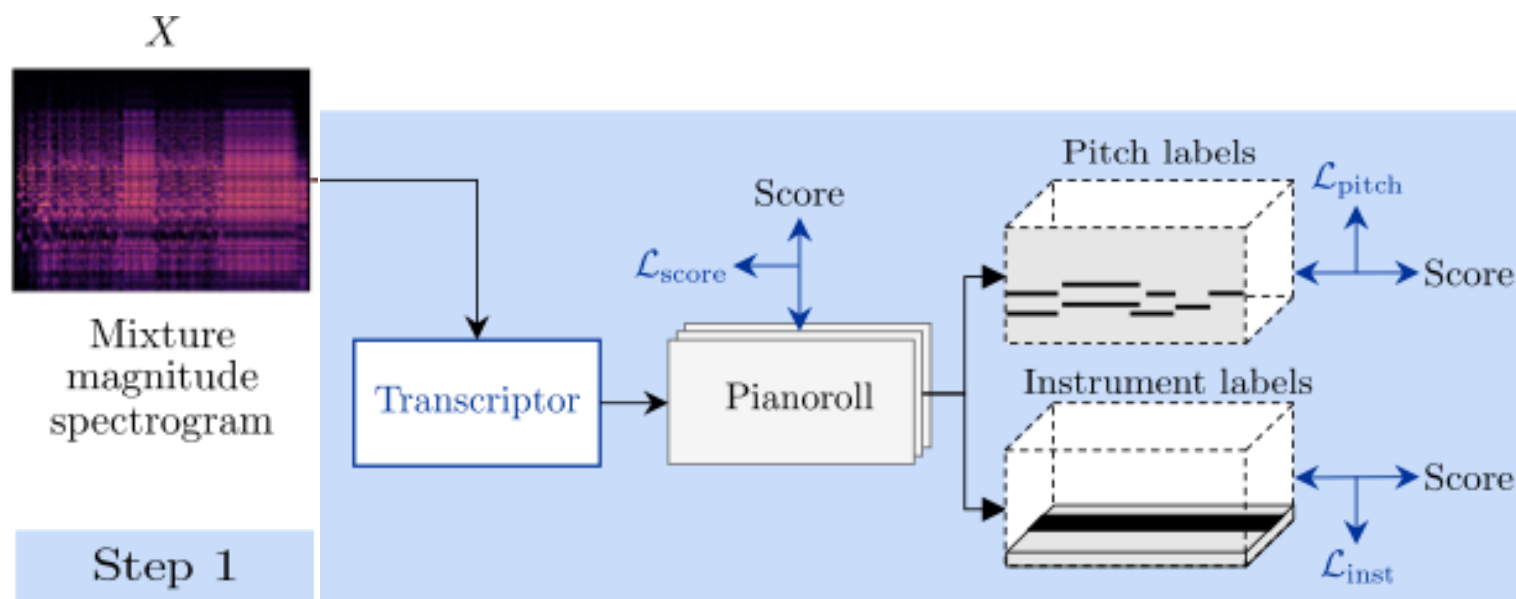 X
Mixture
magnitude
spectrogram
Step 1
Transcriptor
Score
ℒscore
Pianoroll
Pitch labels
ℒpitch
Score
Instrument labels
Score
ℒinst